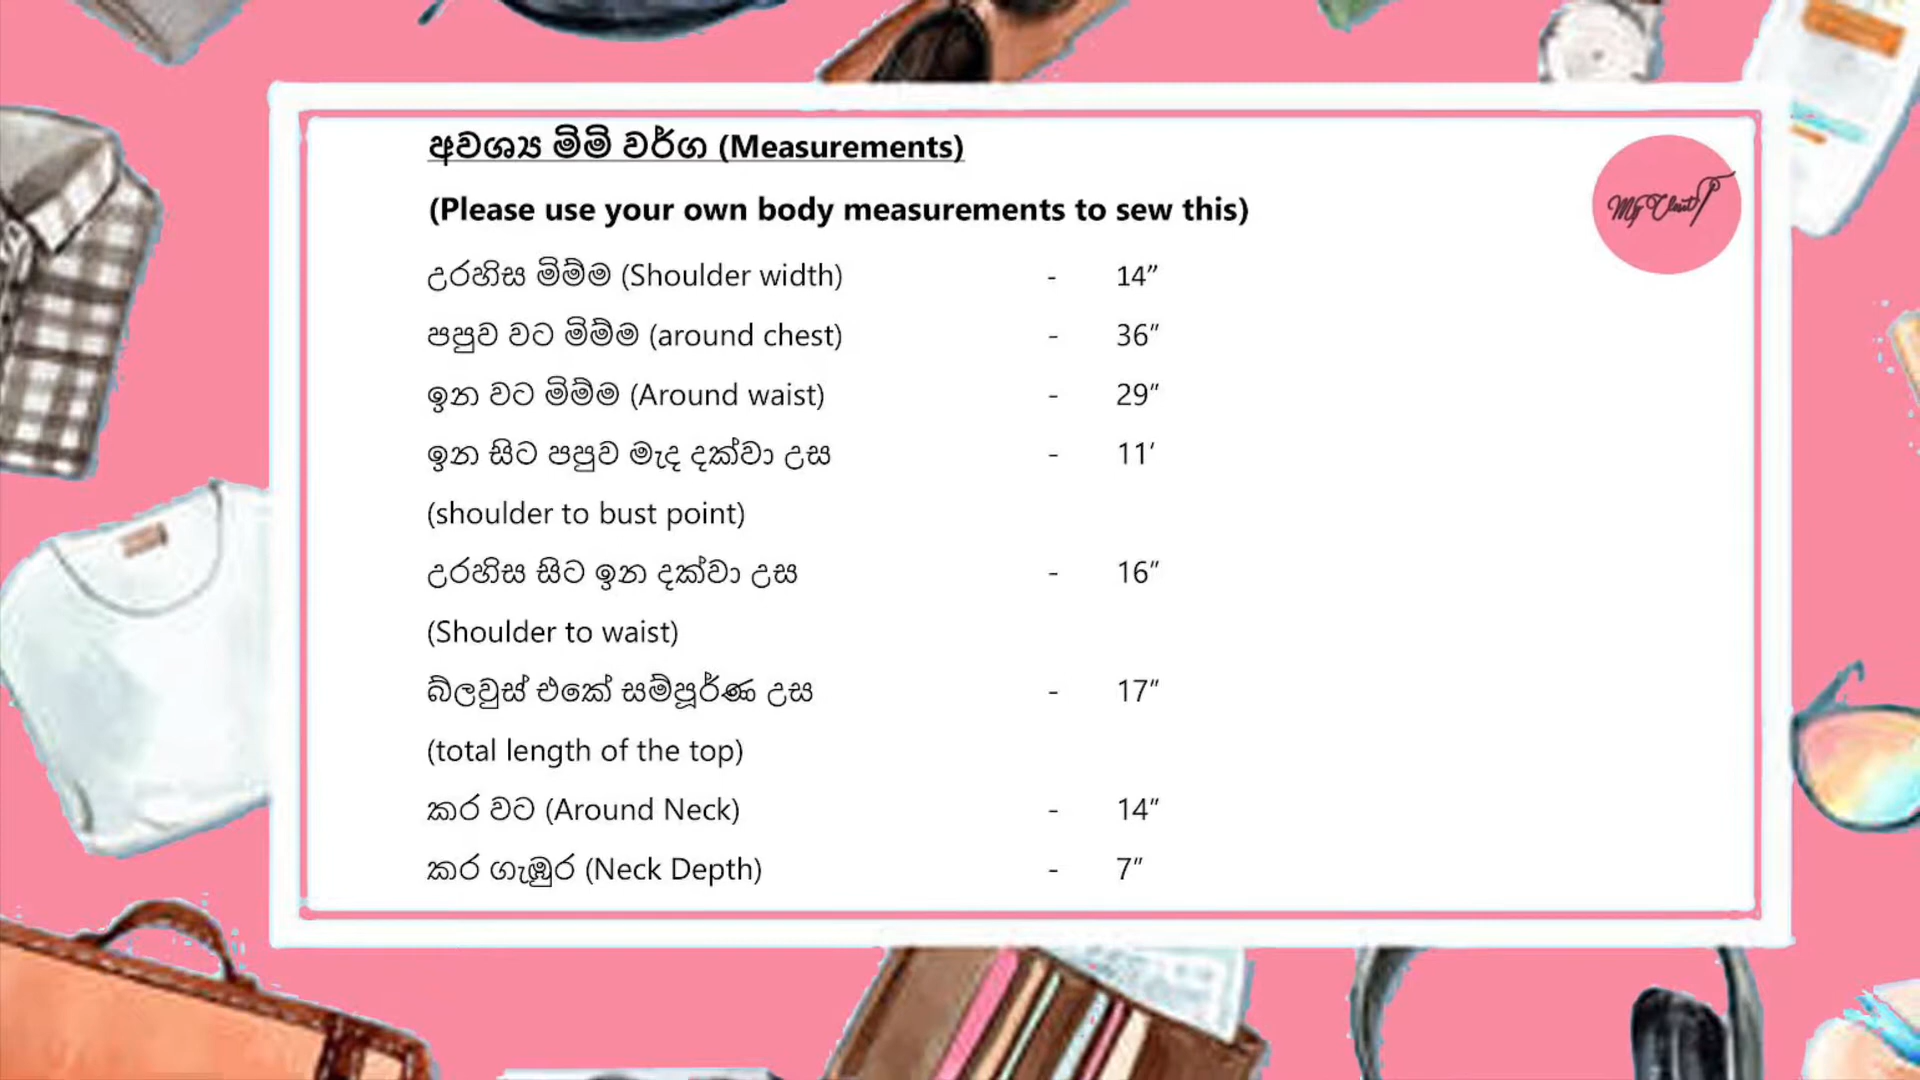 අවශ්‍ය මිමි වර්ග (Measurements)
(Please use your own body measurements to sew this)
උරහිස මිම්ම (Shoulder width) - 14”
පපුව වට මිම්ම (around chest) - 36”
ඉන වට මිම්ම (Around waist) - 29”
ඉන සිට පපුව මැද දක්වා උස - 11’
(shoulder to bust point)
උරහිස සිට ඉන දක්වා උස - 16”
(Shoulder to waist)
බ්ලවුස් එකේ සම්පූර්ණ උස - 17”
(total length of the top)
කර වට (Around Neck) - 14”
කර ගැඹුර (Neck Depth) - 7”